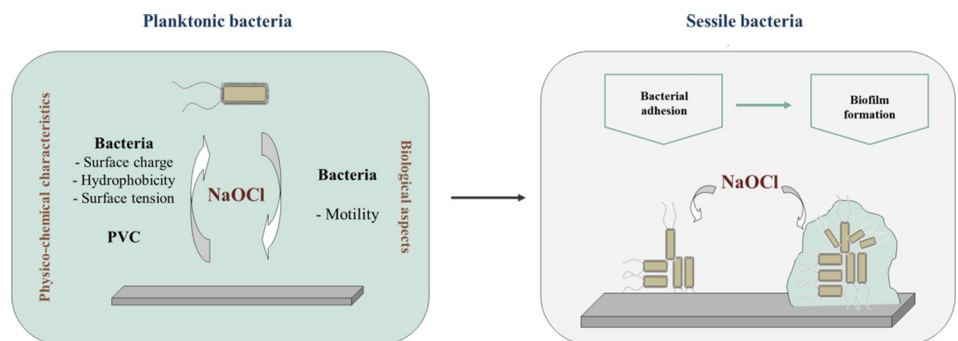 Planktonic bacteria
Physico-chemical characteristics
Bacteria
- Surface charge
- Hydrophobicity
- Surface tension
PVC
NaOCl
Bacteria
- Motility
Biological aspects
Sessile bacteria
Bacterial
adhesion
Biofilm
formation
NaOCl